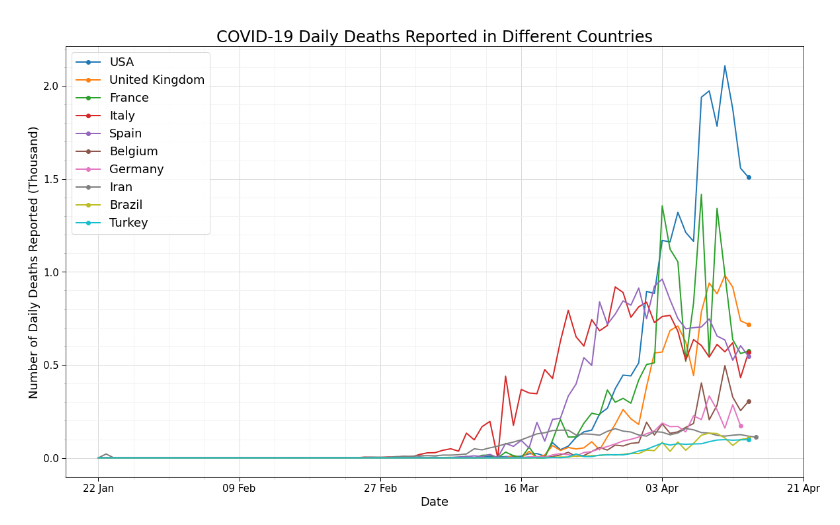 COVID-19 Daily Deaths Reported in Different Countries
USA
United Kingdom
France
Italy
Spain
Belgium
Germany
Iran
Brazil
Turkey
Number of Daily Deaths Reported (Thousand)
2.0
1.5
1.0
0.5
0.0
22 Jan 09 Feb 27 Feb 16 Mar 03 Apr 21 Apr
Date